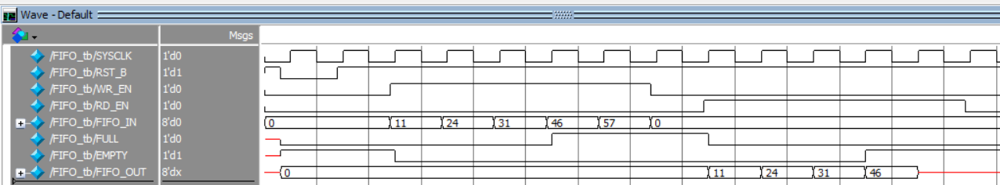 Wave - Default
Msgs
/FIFO_tb/SYSCLK 1'd0
/FIFO_tb/RST_B 1'd1
/FIFO_tb/WR_EN 1'd0
/FIFO_tb/RD_EN 1'd0
/FIFO_tb/FIFO_IN 8'd0 0 11 24 31 46 57 0
/FIFO_tb/FULL 1'd0
/FIFO_tb/EMPTY 1'd1
/FIFO_tb/FIFO_OUT 8'dx 0 11 24 31 46